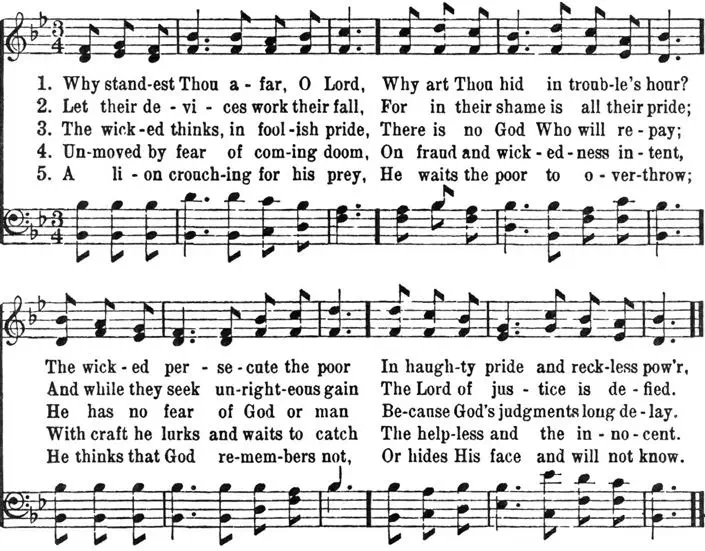 3
4
1. Why stand-est Thou a - far, O Lord, Why art Thou hid in troub-le's hour?
2. Let their de - vi - ces work their fall, For in their shame is all their pride;
3. The wick-ed thinks, in fool-ish pride, There is no God Who will re - pay;
4. Un-moved by fear of com-ing doom, On fraud and wick - ed - ness in - tent,
5. A li - on crouch-ing for his prey, He waits the poor to o - ver-throw;
3
4
The wick - ed per - se - cute the poor In haugh-ty pride and reck-less pow'r,
And while they seek un-right-eous gain The Lord of jus - tice is de - fied.
He has no fear of God or man Be-cause God's judgments long de - lay.
With craft he lurks and waits to catch The help-less and the in - no - cent.
He thinks that God re-mem-bers not, Or hides His face and will not know.